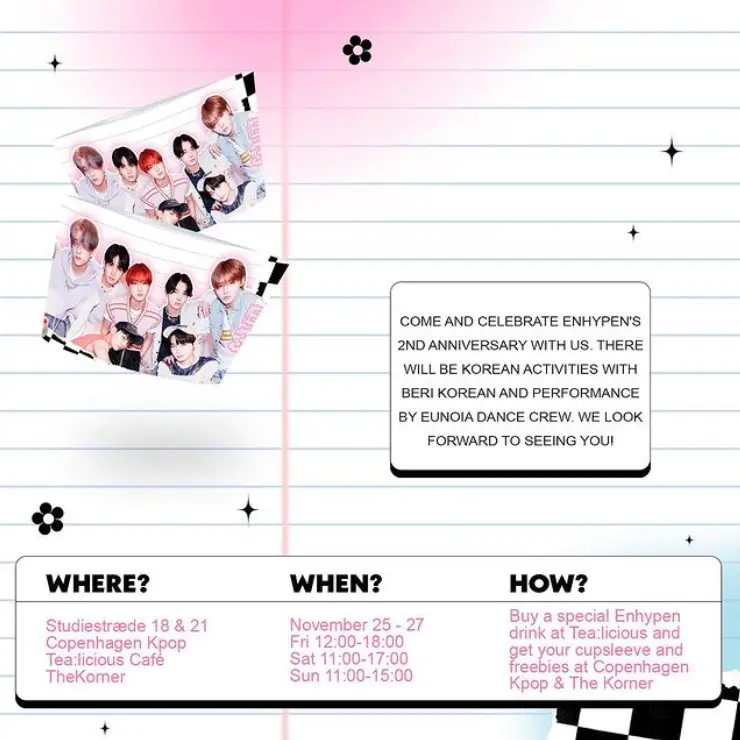 COME AND CELEBRATE ENHYPEN'S
2ND ANNIVERSARY WITH US. THERE
WILL BE KOREAN ACTIVITIES WITH
BERI KOREAN AND PERFORMANCE
BY EUNOIA DANCE CREW. WE LOOK
FORWARD TO SEEING YOU!
WHERE?
Studiestræde 18 & 21
Copenhagen Kpop
Tea:licious Cafè
TheKorner
WHEN?
November 25 - 27
Fri 12:00-18:00
Sat 11:00-17:00
Sun 11:00-15:00
HOW?
Buy a special Enhypen
drink at Tea:licious and
get your cupsleeve and
freebies at Copenhagen
Kpop & The Korner